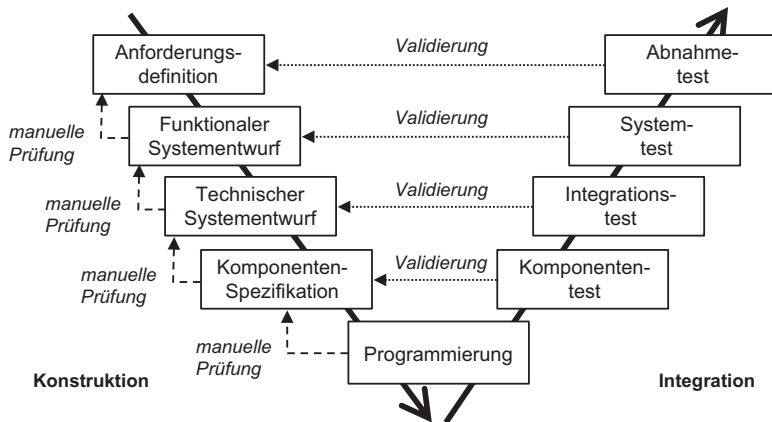 Anforderungs-
definition
Validierung
Abnahme-
test
manuelle
Prüfung
Funktionaler
Systementwurf
Validierung
System-
test
manuelle
Prüfung
Technischer
Systementwurf
Validierung
Integrations-
test
manuelle
Prüfung
Komponenten-
Spezifikation
Validierung
Komponenten-
test
manuelle
Prüfung
Programmierung
Konstruktion
Integration